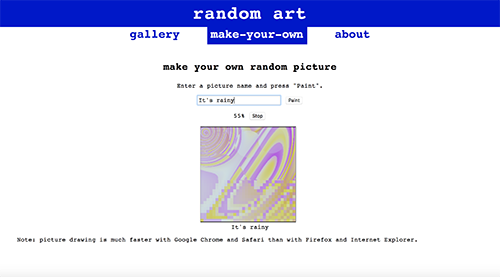 random art
gallery make-your-own about
make your own random picture
Enter a picture name and press "Paint".
It's rainy Paint
55% Stop
It's rainy
Note: picture drawing is much faster with Google Chrome and Safari than with Firefox and Internet Explorer.